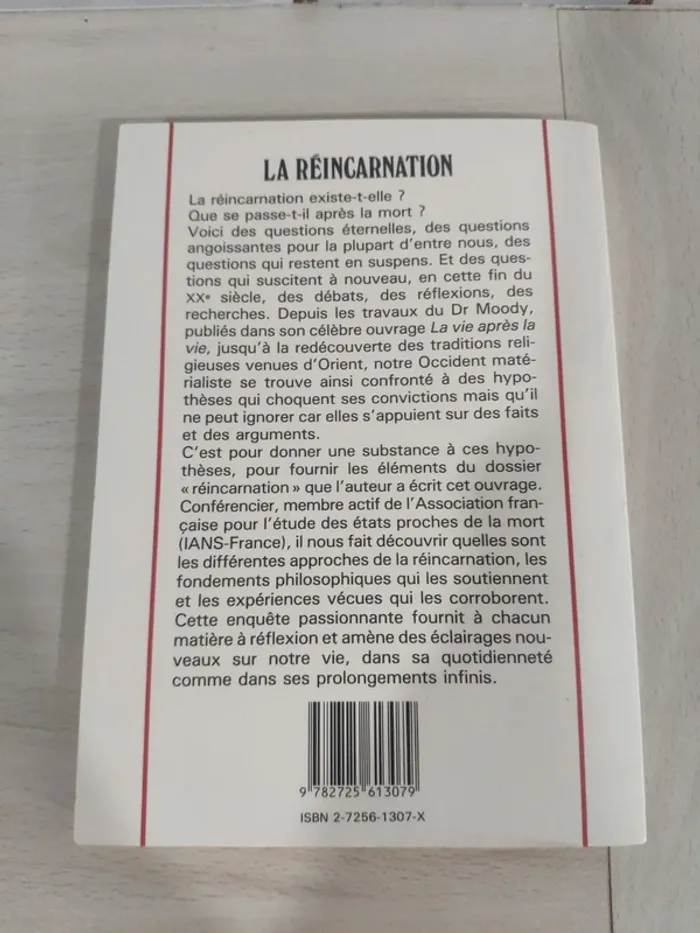 LA RÉINCARNATION
La réincarnation existe-t-elle ?
Que se passe-t-il après la mort ?
Voici des questions éternelles, des questions
angoissantes pour la plupart d'entre nous, des
questions qui restent en suspens. Et des ques-
tions qui suscitent à nouveau, en cette fin du
XXe siècle, des débats, des réflexions, des
recherches. Depuis les travaux du Dr Moody,
publiés dans son célèbre ouvrage La vie après la
vie, jusqu'à la redécouverte des traditions reli-
gieuses venues d'Orient, notre Occident maté-
rialiste se trouve ainsi confronté à des hypo-
thèses qui choquent ses convictions mais qu'il
ne peut ignorer car elles s'appuient sur des faits
et des arguments.
C'est pour donner une substance à ces hypo-
thèses, pour fournir les éléments du dossier
« réincarnation » que l'auteur a écrit cet ouvrage.
Conférencier, membre actif de l'Association fran-
çaise pour l'étude des états proches de la mort
(IANS-France), il nous fait découvrir quelles sont
les différentes approches de la réincarnation, les
fondements philosophiques qui les soutiennent
et les expériences vécues qui les corroborent.
Cette enquête passionnante fournit à chacun
matière à réflexion et amène des éclairages nou-
veaux sur notre vie, dans sa quotidienneté
comme dans ses prolongements infinis.
9 782725 613079
ISBN 2-7256-1307-X